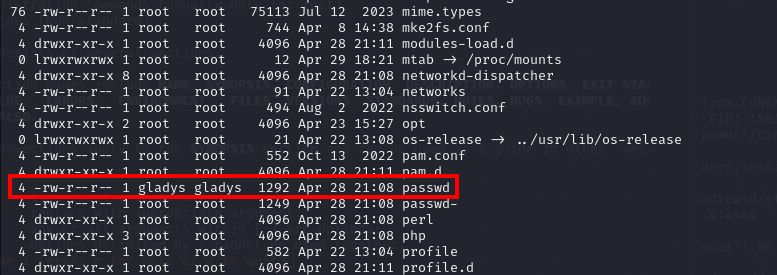 76 -rw-r--r-- 1 root root 75113 Jul 12 2023 mime.types
4 -rw-r--r-- 1 root root 744 Apr 8 14:38 mke2fs.conf
4 drwxr-xr-x 2 root root 4096 Apr 28 21:11 modules-load.d
0 lrwxrwxrwx 1 root root 12 Apr 29 18:21 mtab → /proc/mounts
4 drwxr-xr-x 8 root root 4096 Apr 28 21:08 networkd-dispatcher
4 -rw-r--r-- 1 root root 91 Apr 22 13:04 networks
4 -rw-r--r-- 1 root root 494 Aug 2 2022 nsswitch.conf
4 drwxr-xr-x 2 root root 4096 Apr 23 15:27 opt
0 lrwxrwxrwx 1 root root 21 Apr 22 13:08 os-release → ../usr/lib/os-release
4 -rw-r--r-- 1 root root 552 Oct 13 2022 pam.conf
4 drwxr-xr-x 2 root root 4096 Apr 28 21:11 pam.d
4 -rw-r--r-- 1 gladys gladys 1292 Apr 28 21:08 passwd
4 -rw-r--r-- 1 root root 1249 Apr 28 21:08 passwd-
4 drwxr-xr-x 4 root root 4096 Apr 28 21:08 perl
4 drwxr-xr-x 3 root root 4096 Apr 28 21:08 php
4 -rw-r--r-- 1 root root 582 Apr 22 13:04 profile
4 drwxr-xr-x 2 root root 4096 Apr 28 21:11 profile.d